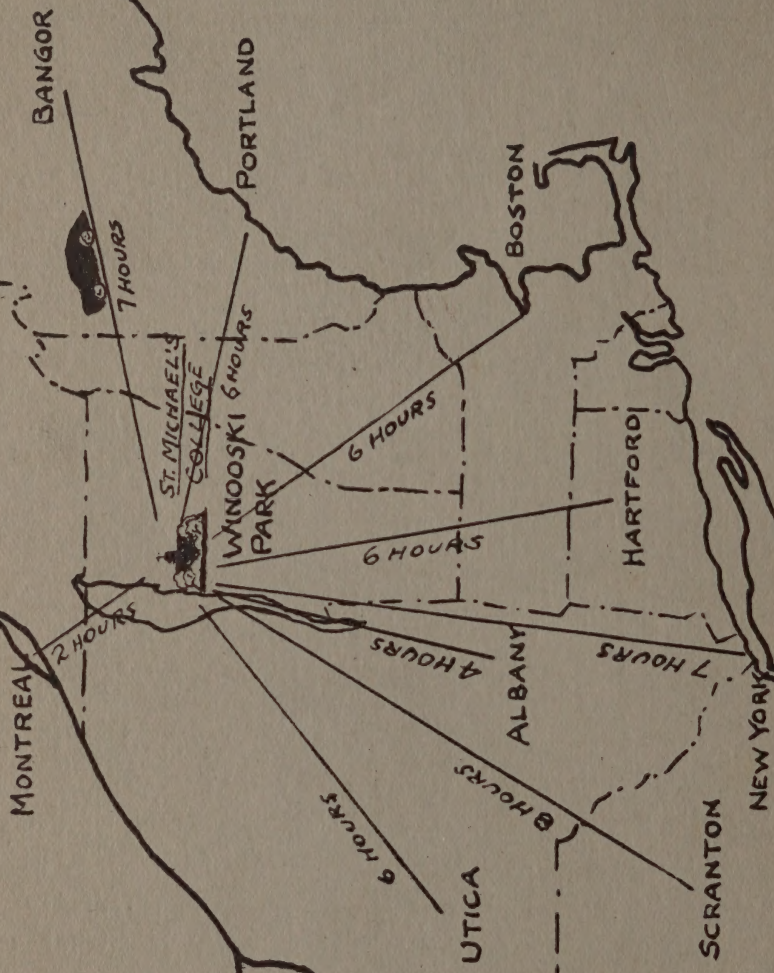 BANGOR
7 HOURS
PORTLAND
6 HOURS
ST. MICHAEL'S
COLLEGE
WINOOSKI
PARK
BOSTON
6 HOURS
MONTREAL
2 HOURS
HARTFORD
6 HOURS
ALBANY
4 HOURS
NEW YORK
7 HOURS
SCRANTON
8 HOURS
UTICA
6 HOURS